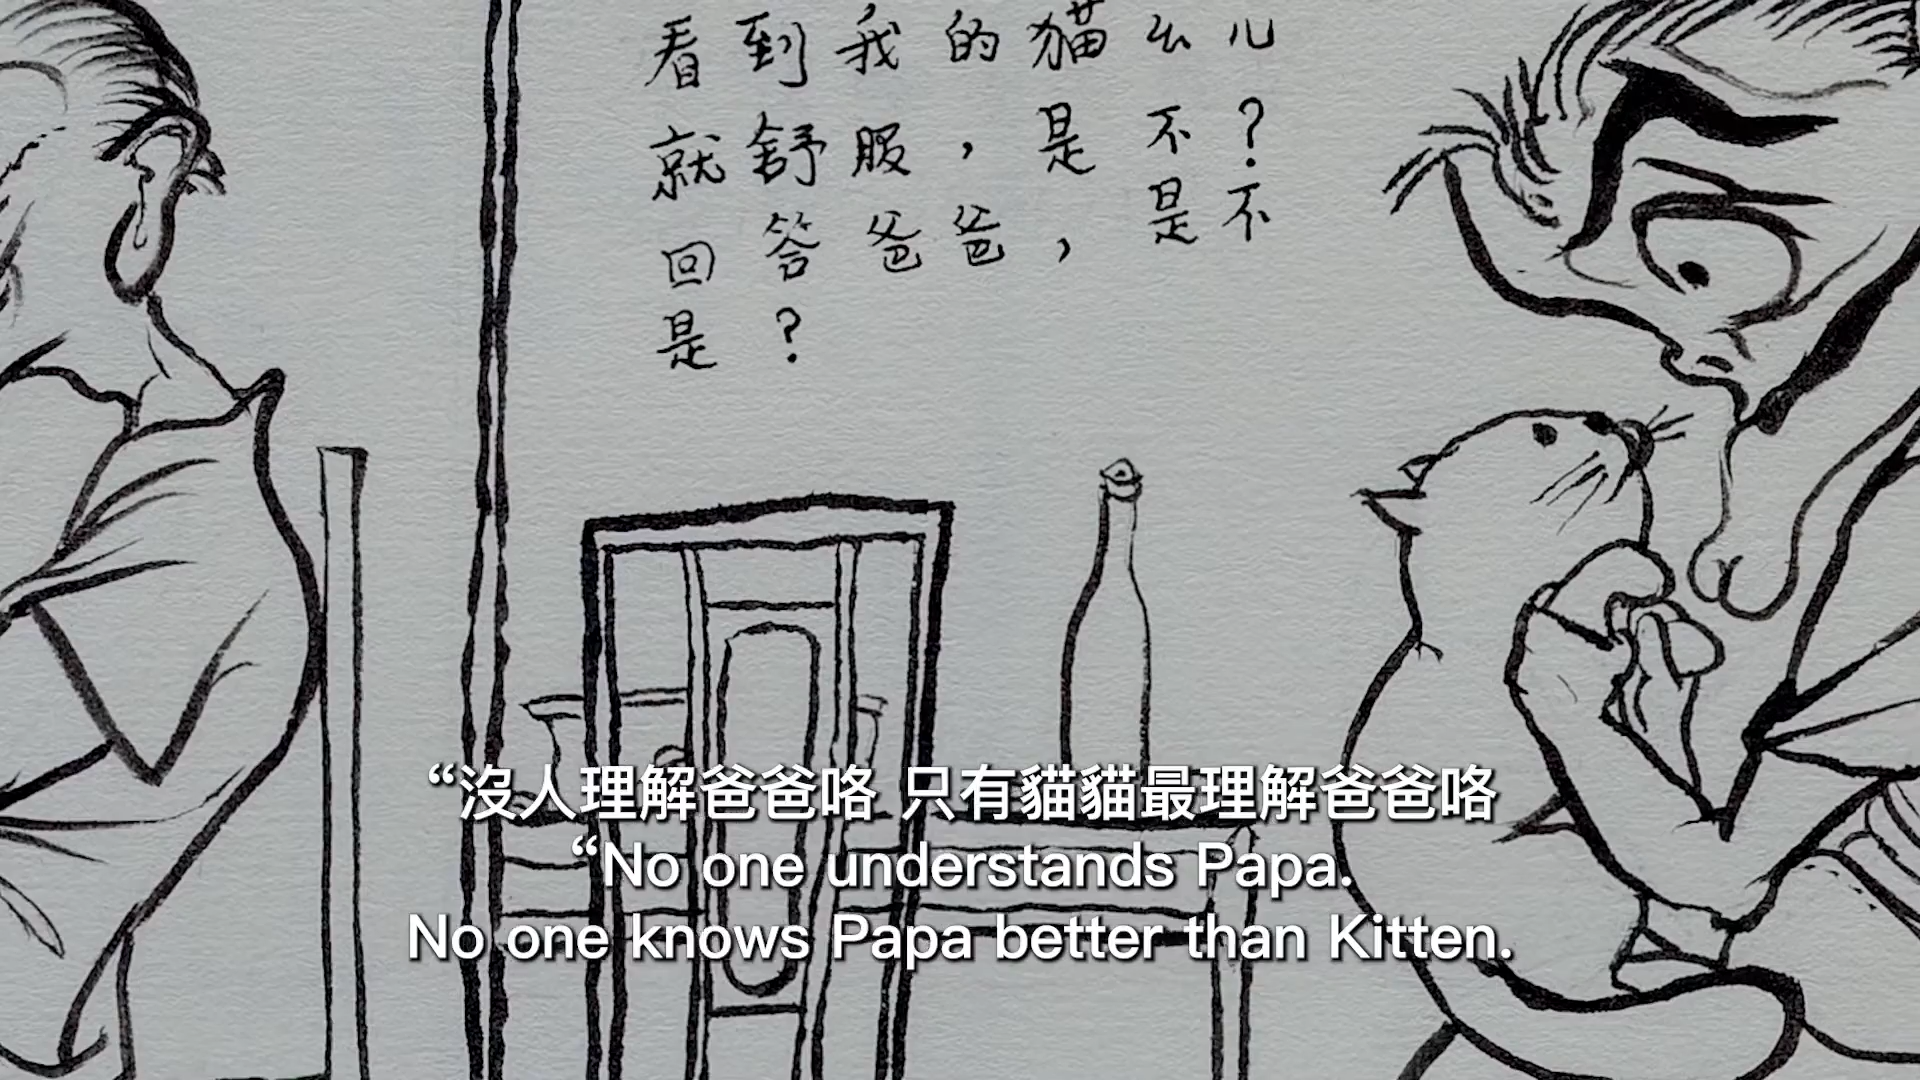 看到我的貓么儿
就舒服，是不？
回答爸爸，是不
是？
“沒人理解爸爸咯 只有貓貓最理解爸爸咯
“No one understands Papa.
No one knows Papa better than Kitten.